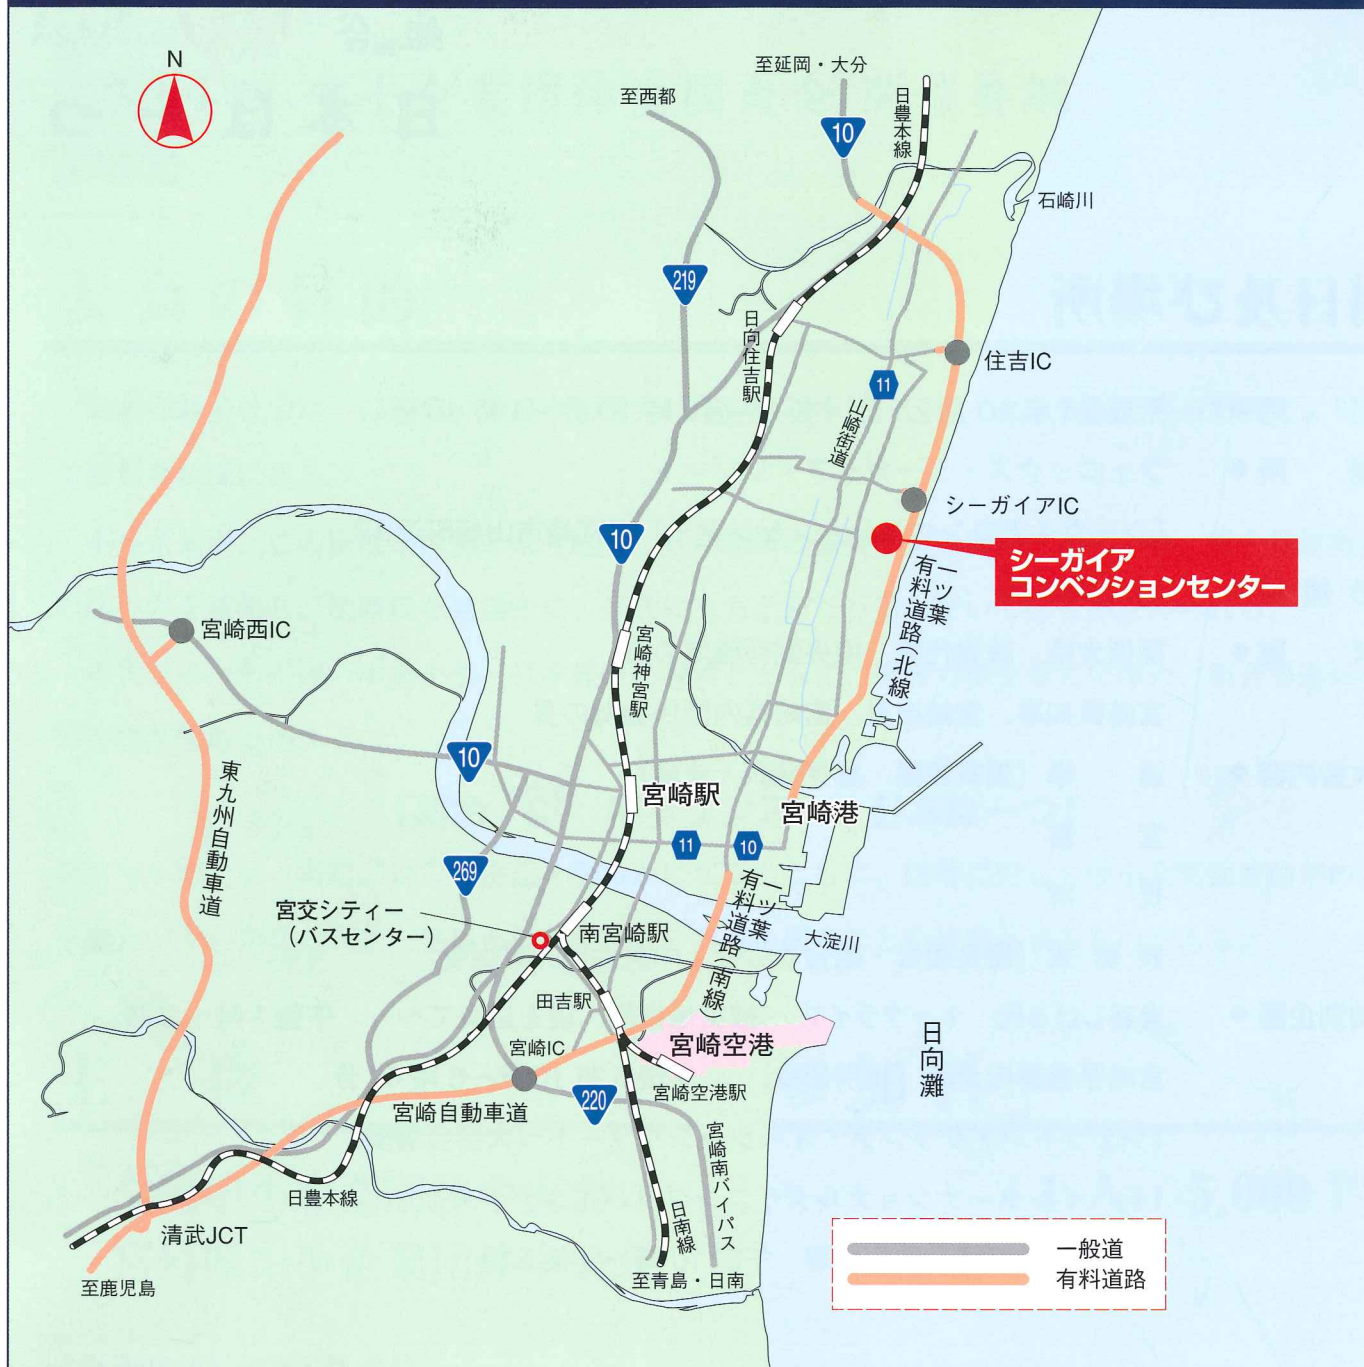 N
至西都
至延岡・大分
10
日豊本線
石崎川
219
日向住吉駅
住吉IC
11
山崎街道
シーガイアIC
10
シーガイア
コンベンションセンター
一ツ葉
有料道路(北線)
宮崎西IC
宮崎神宮駅
10
東九州自動車道
宮崎駅
宮崎港
11
10
269
一ツ葉
有料道路(南線)
宮交シティー
(バスセンター)
南宮崎駅
大淀川
田吉駅
宮崎空港
日向灘
宮崎IC
宮崎空港駅
220
宮崎自動車道
宮崎南バイパス
日豊本線
日南線
清武JCT
至鹿児島
至青島・日南
一般道
有料道路